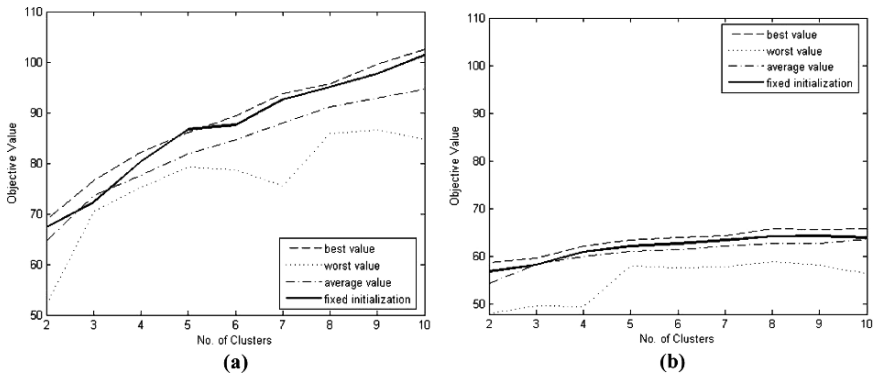 110
100
90
80
70
60
50
Objective Value
2 3 4 5 6 7 8 9 10
No. of Clusters
best value
worst value
average value
fixed initialization
(a)
110
100
90
80
70
60
50
Objective Value
2 3 4 5 6 7 8 9 10
No. of Clusters
best value
worst value
average value
fixed initialization
(b)